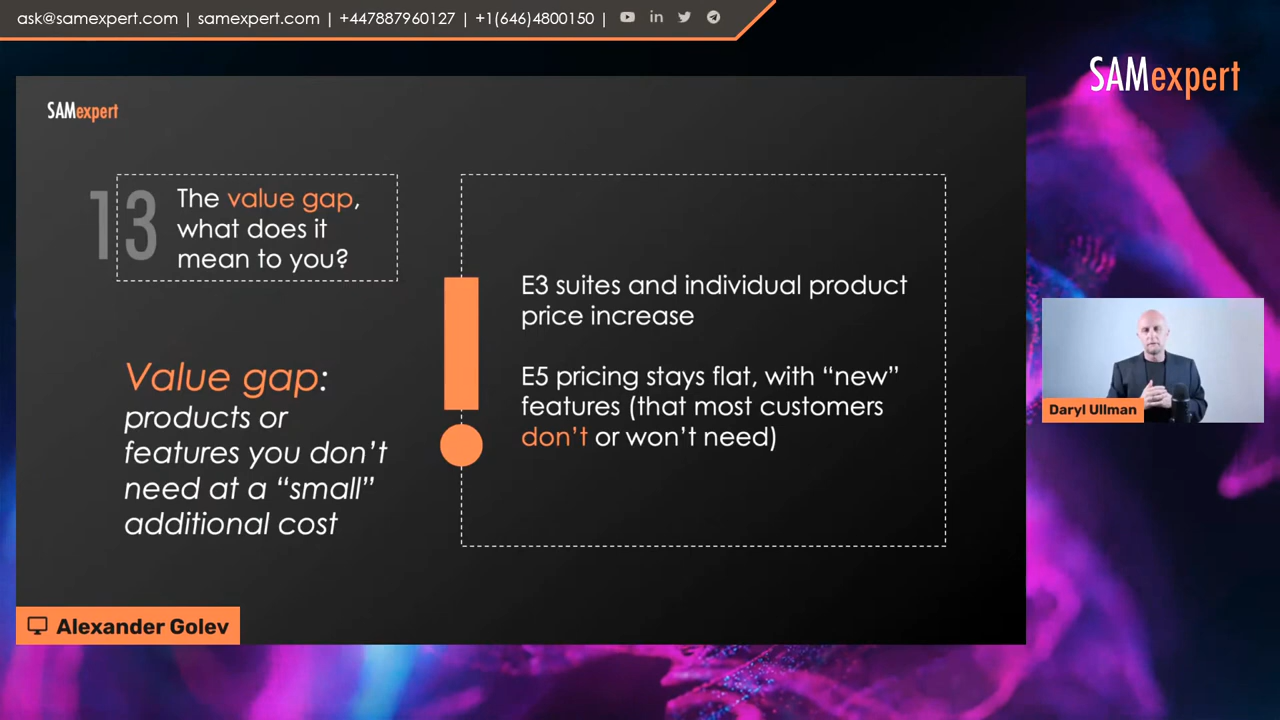 ask@samexpert.com | samexpert.com | +447887960127 | +1(646)4800150 |
SAMexpert
SAMexpert
13
The value gap,
what does it
mean to you?
Value gap:
products or
features you don’t
need at a “small”
additional cost
E3 suites and individual product
price increase
E5 pricing stays flat, with “new”
features (that most customers
don’t or won’t need)
Daryl Ullman
Alexander Golev